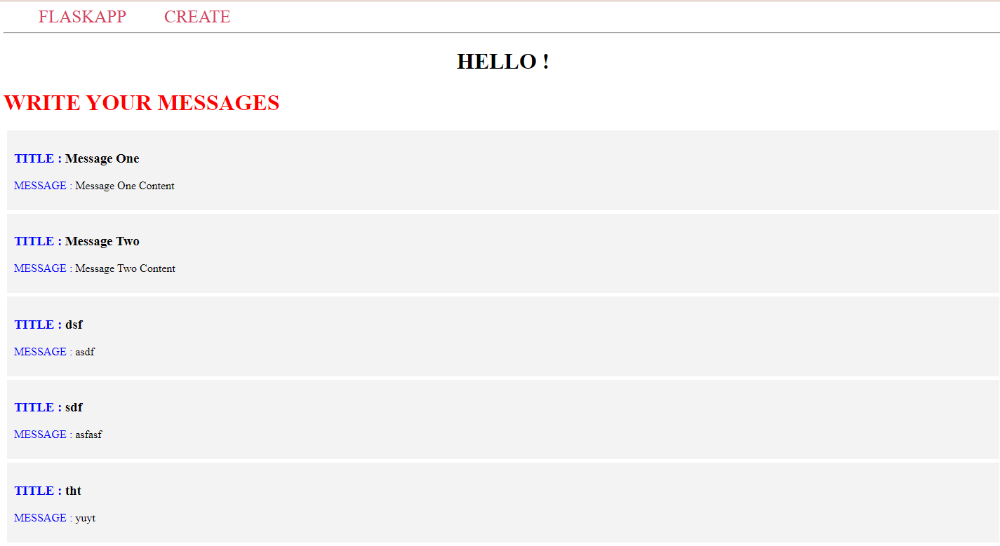 FLASKAPP CREATE
HELLO !
WRITE YOUR MESSAGES
TITLE : Message One
MESSAGE : Message One Content
TITLE : Message Two
MESSAGE : Message Two Content
TITLE : dsf
MESSAGE : asdf
TITLE : sdf
MESSAGE : asfasf
TITLE : tht
MESSAGE : yuyt